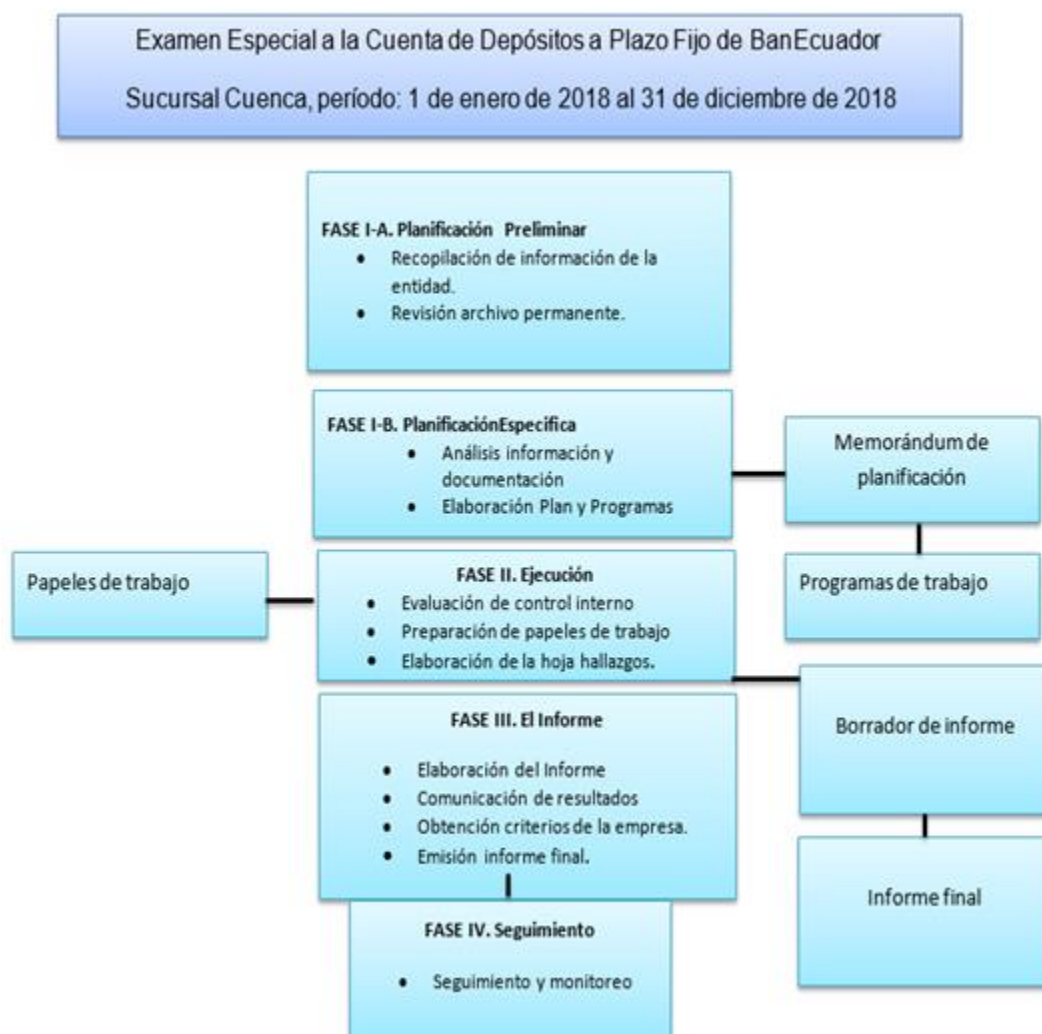 Examen Especial a la Cuenta de Depósitos a Plazo Fijo de BanEcuador
Sucursal Cuenca, período: 1 de enero de 2018 al 31 de diciembre de 2018
FASE I-A. Planificación Preliminar
• Recopilación de información de la
entidad.
• Revisión archivo permanente.
FASE I-B. PlanificaciónEspecifica
• Análisis información y
documentación
• Elaboración Plan y Programas
Memorándum de
planificación
Programas de trabajo
Papeles de trabajo
FASE II. Ejecución
• Evaluación de control interno
• Preparación de papeles de trabajo
• Elaboración de la hoja hallazgos.
FASE III. El Informe
• Elaboración del Informe
• Comunicación de resultados
• Obtención criterios de la empresa.
• Emisión informe final.
Borrador de informe
Informe final
FASE IV. Seguimiento
• Seguimiento y monitoreo